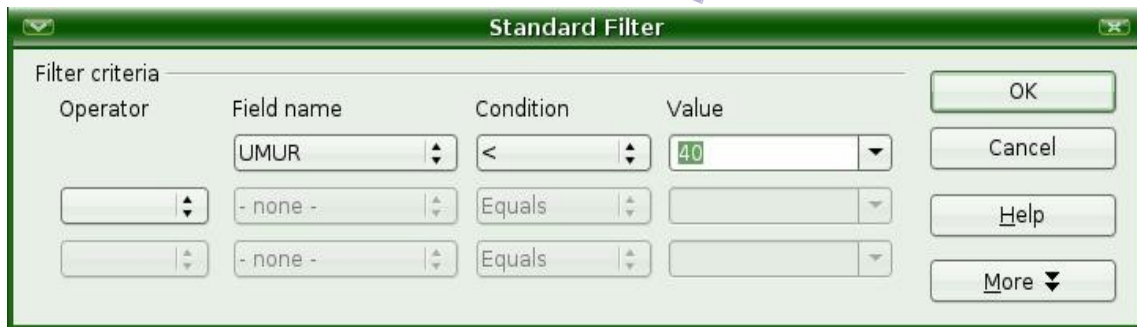 Standard Filter
Filter criteria
Operator Field name Condition Value
UMUR < 40
- none - Equals
- none - Equals
OK
Cancel
Help
More